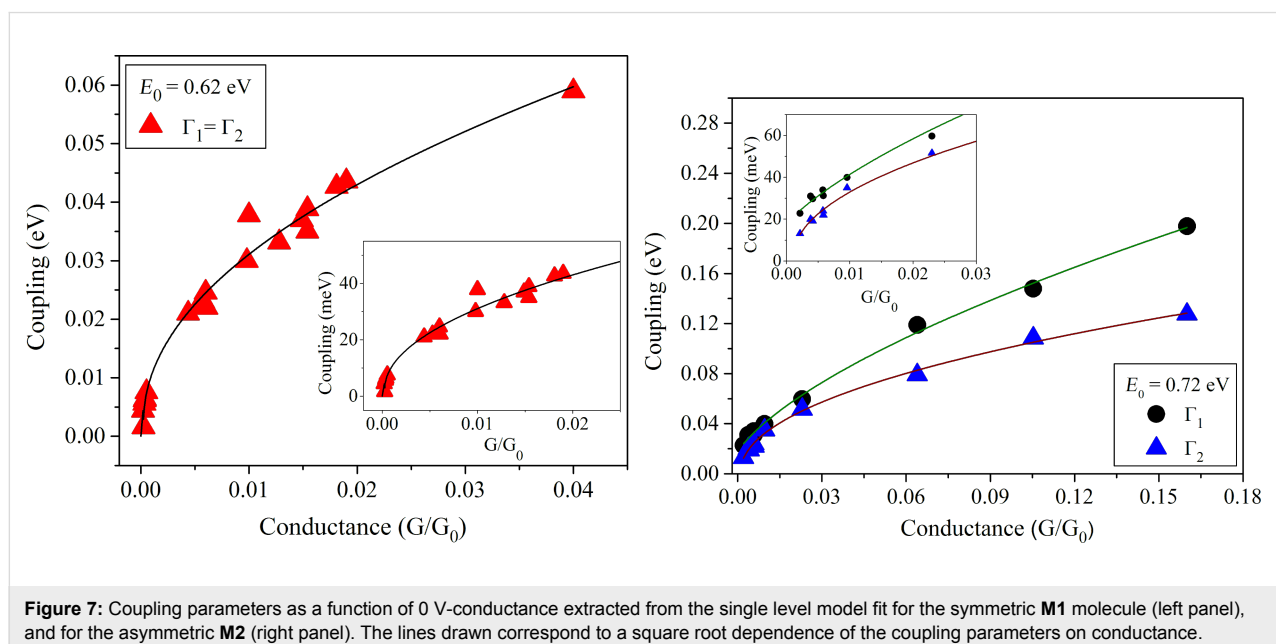 E₀ = 0.62 eV
Γ₁= Γ₂
Coupling (eV)
0.06
0.05
0.04
0.03
0.02
0.01
0.00
0.00 0.01 0.02 0.03 0.04
Conductance (G/G₀)
Coupling (meV)
40
20
0
0.00 0.01 0.02
G/G₀
Coupling (eV)
0.28
0.24
0.20
0.16
0.12
0.08
0.04
0.00
0.00 0.03 0.06 0.09 0.12 0.15 0.18
Conductance (G/G₀)
Coupling (meV)
60
40
20
0
0.00 0.01 0.02 0.03
G/G₀
E₀ = 0.72 eV
Γ₁
Γ₂
Figure 7: Coupling parameters as a function of 0 V-conductance extracted from the single level model fit for the symmetric M1 molecule (left panel),
and for the asymmetric M2 (right panel). The lines drawn correspond to a square root dependence of the coupling parameters on conductance.